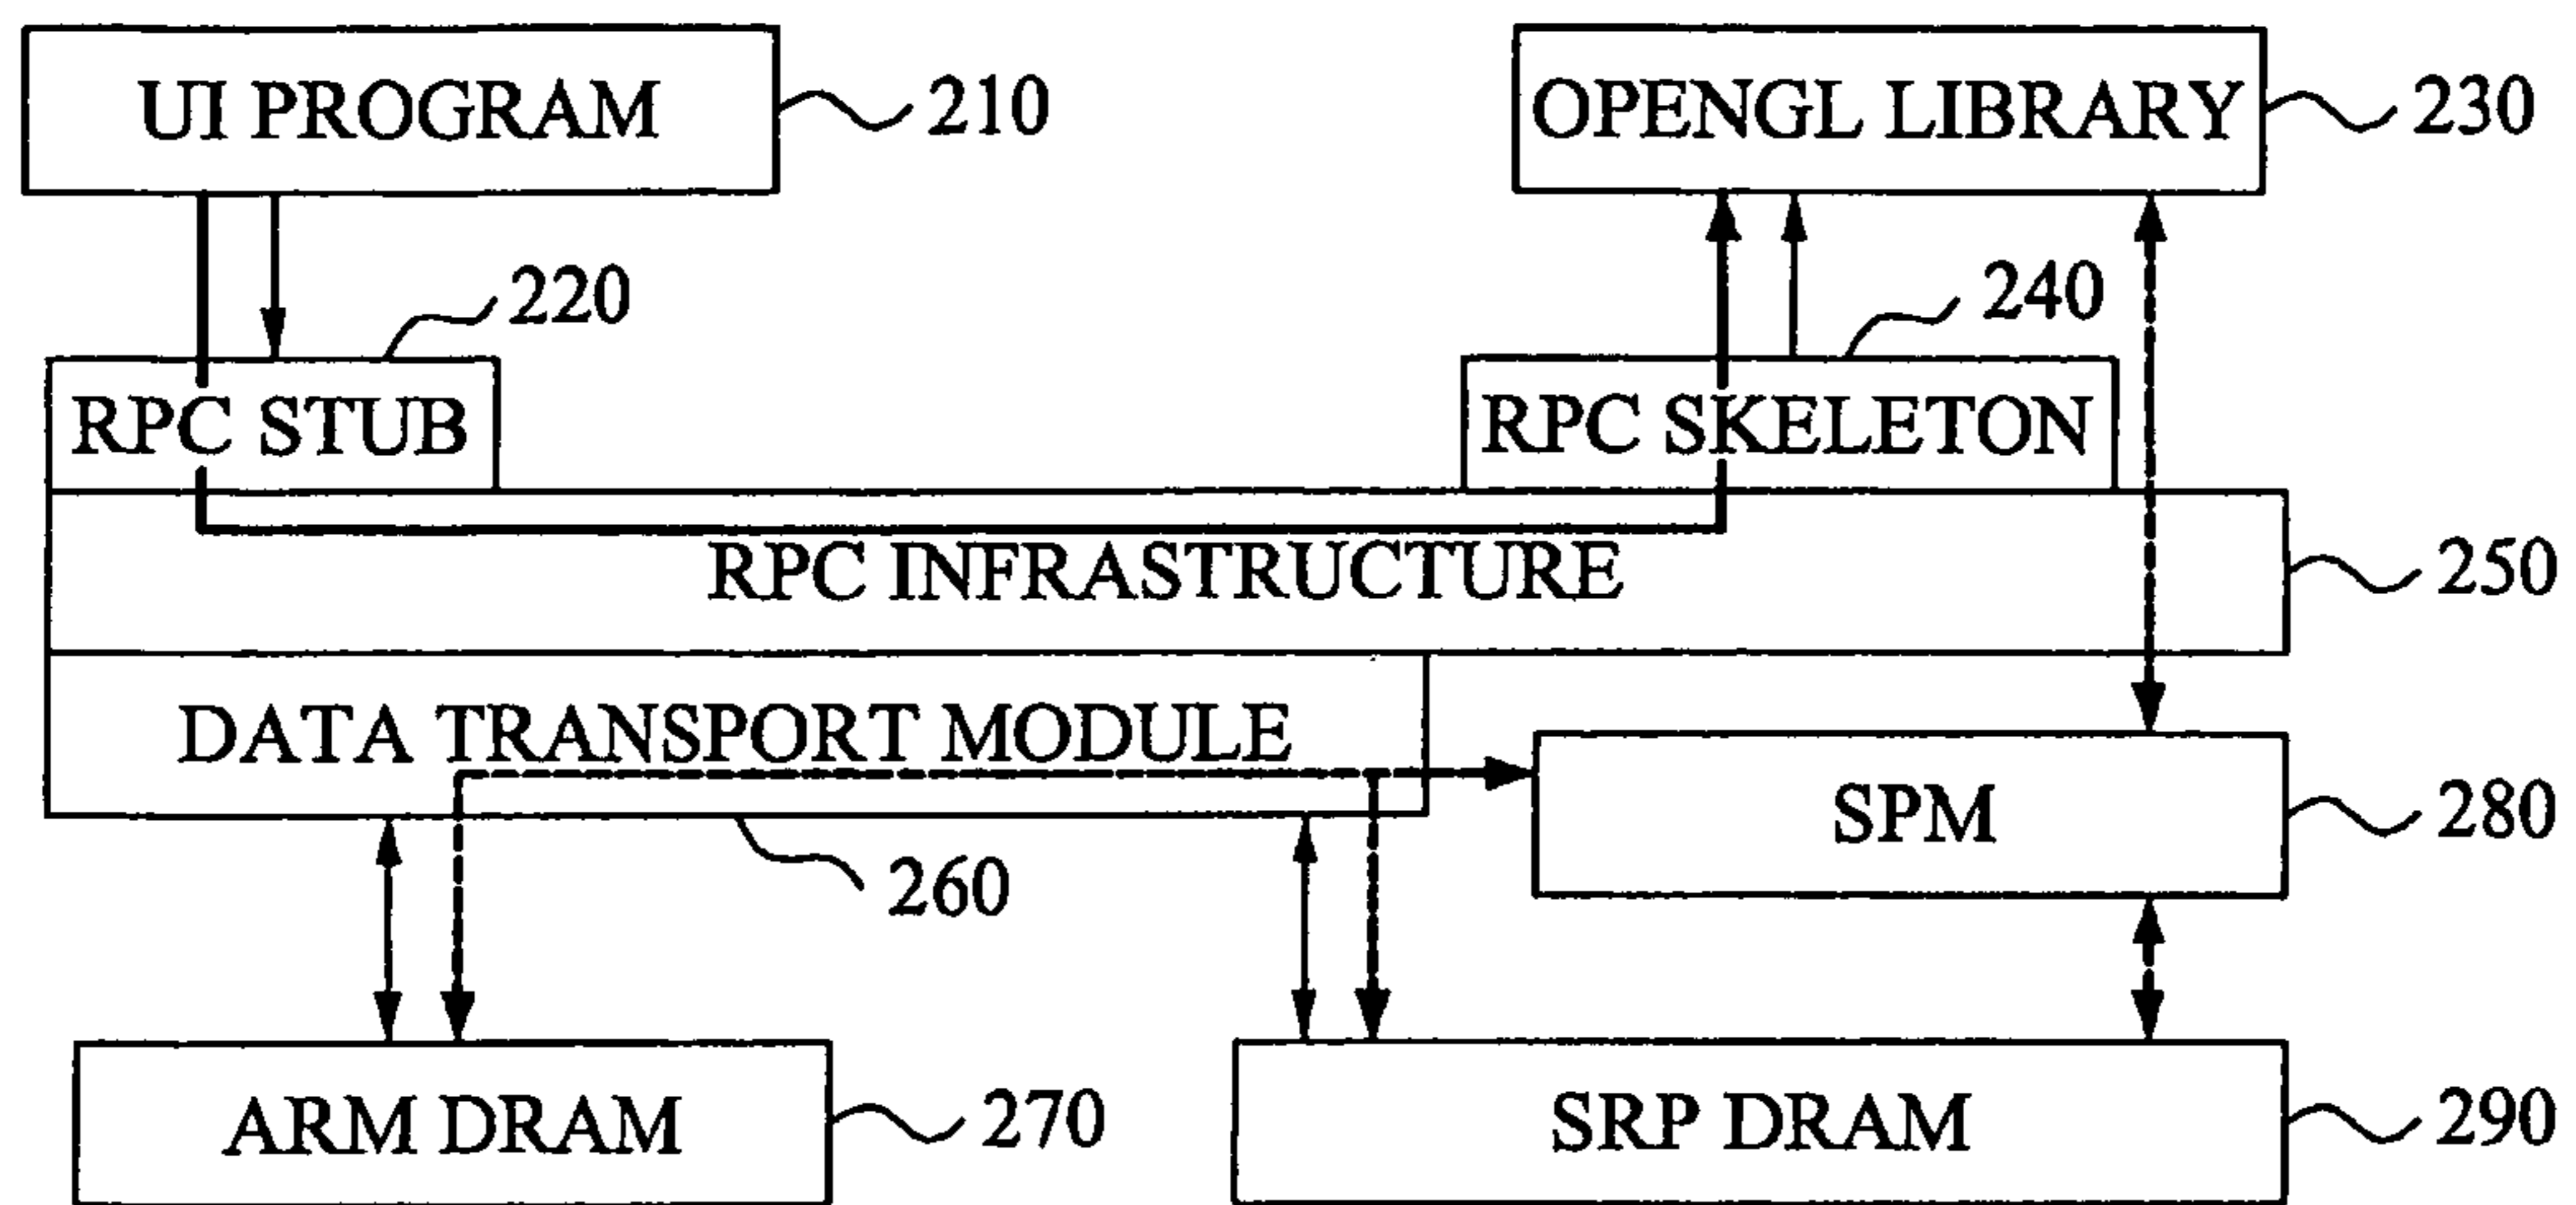 UI PROGRAM
210
OPENGL LIBRARY
230
220
240
RPC STUB
RPC SKELETON
RPC INFRASTRUCTURE
250
DATA TRANSPORT MODULE
SPM
280
260
ARM DRAM
270
SRP DRAM
290